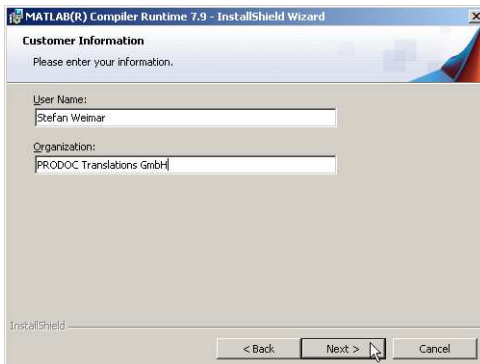 MATLAB(R) Compiler Runtime 7.9 - InstallShield Wizard
Customer Information
Please enter your information.
User Name:
Stefan Weimar
Organization:
PRODOC Translations GmbH
InstallShield
< Back Next > Cancel